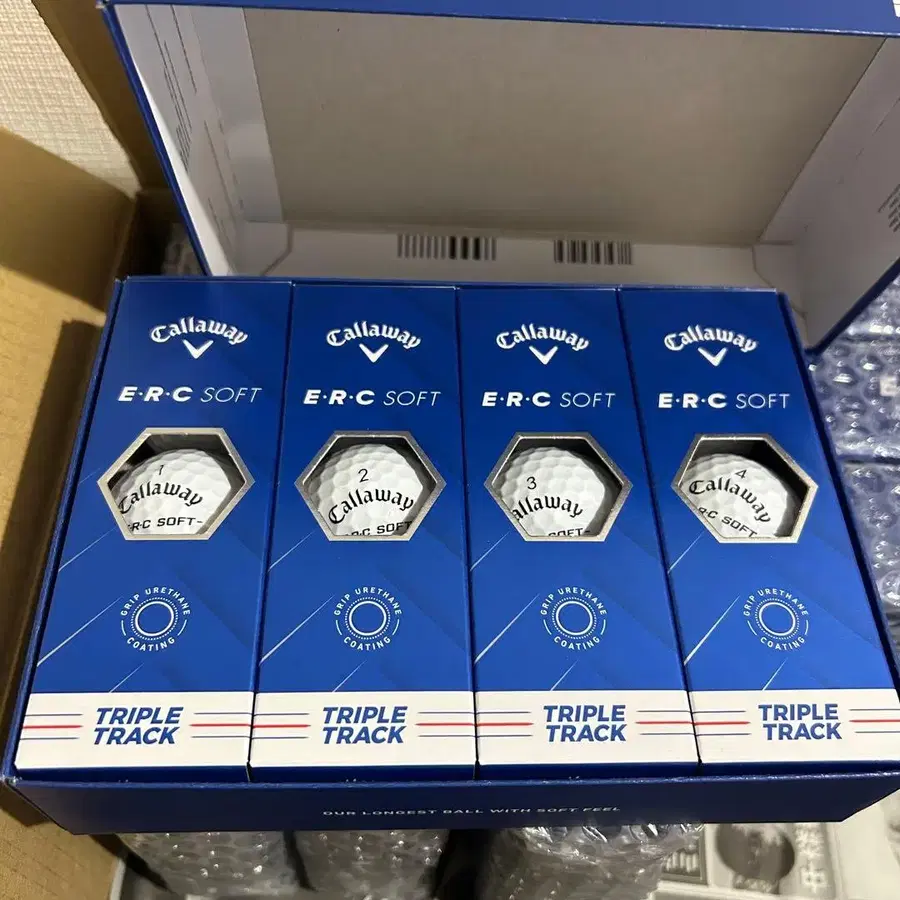 Callaway
E·R·C SOFT
1
Callaway
R·C SOFT
GRIP URETHANE
COATING
TRIPLE
TRACK
Callaway
E·R·C SOFT
2
Callaway
R·C SOFT
GRIP URETHANE
COATING
TRIPLE
TRACK
Callaway
E·R·C SOFT
3
allaway
SOFT
GRIP URETHANE
COATING
TRIPLE
TRACK
Callaway
E·R·C SOFT
4
Callaway
R·C SOFT
GRIP URETHANE
COATING
TRIPLE
TRACK
OUR LONGEST BALL WITH SOFT FEEL